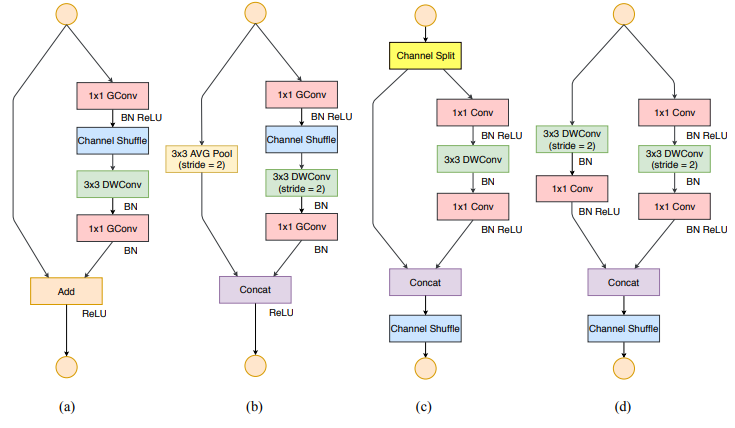 1x1 GConv
BN ReLU
Channel Shuffle
3x3 DWConv
BN
1x1 GConv
BN
Add
ReLU
(a)
1x1 GConv
BN ReLU
Channel Shuffle
3x3 AVG Pool
(stride = 2)
3x3 DWConv
(stride = 2)
BN
1x1 GConv
BN
Concat
ReLU
(b)
Channel Split
1x1 Conv
BN ReLU
3x3 DWConv
BN
1x1 Conv
BN ReLU
Concat
Channel Shuffle
(c)
3x3 DWConv
(stride = 2)
BN
1x1 Conv
BN ReLU
1x1 Conv
BN ReLU
3x3 DWConv
(stride = 2)
BN
1x1 Conv
BN ReLU
Concat
Channel Shuffle
(d)